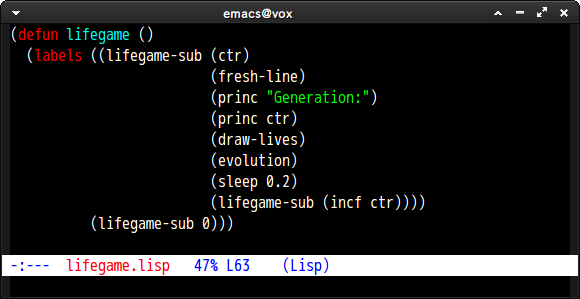 emacs@vox
(defun lifegame ()
  (labels ((lifegame-sub (ctr)
                         (fresh-line)
                         (princ "Generation:")
                         (princ ctr)
                         (draw-lives)
                         (evolution)
                         (sleep 0.2)
                         (lifegame-sub (incf ctr))))
          (lifegame-sub 0)))
-:---  lifegame.lisp   47% L63    (Lisp)